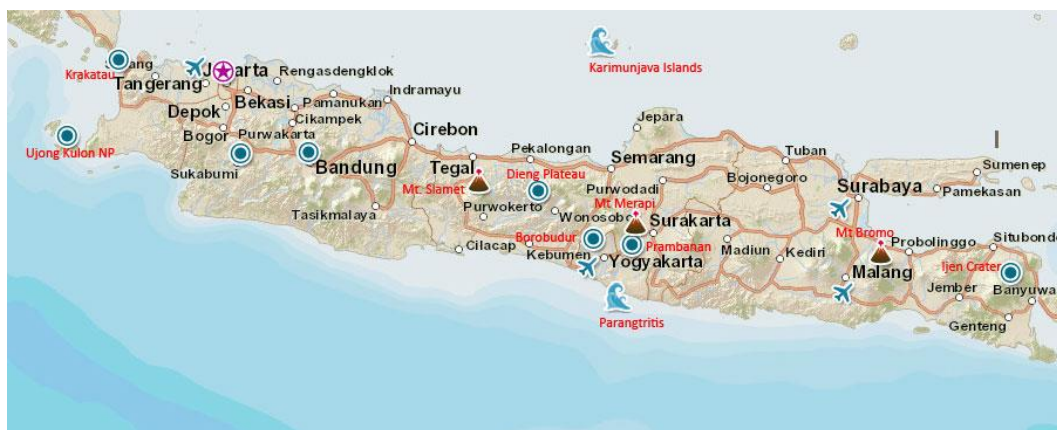 Karimunjava Islands
Krakatau
Jakarta
Rengasdengklok
Tangerang
Bekasi
Pamanukan
Indramayu
Depok
Cikampek
Jepara
Bogor
Purwakarta
Cirebon
Ujong Kulon NP
Sukabumi
Bandung
Tegal
Pekalongan
Semarang
Tuban
Sumenep
Dieng Plateau
Mt. Slamet
Purwodadi
Bojonegoro
Surabaya
Pamekasan
Tasikmalaya
Purwokerto
Wonosobo
Mt Merapi
Surakarta
Borobudur
Prambanan
Mt Bromo
Cilacap
Kebumen
Yogyakarta
Madiun
Kediri
Probolinggo
Situbondo
Malang
Ijen Crater
Parangtritis
Jember
Banyuwa
Genteng